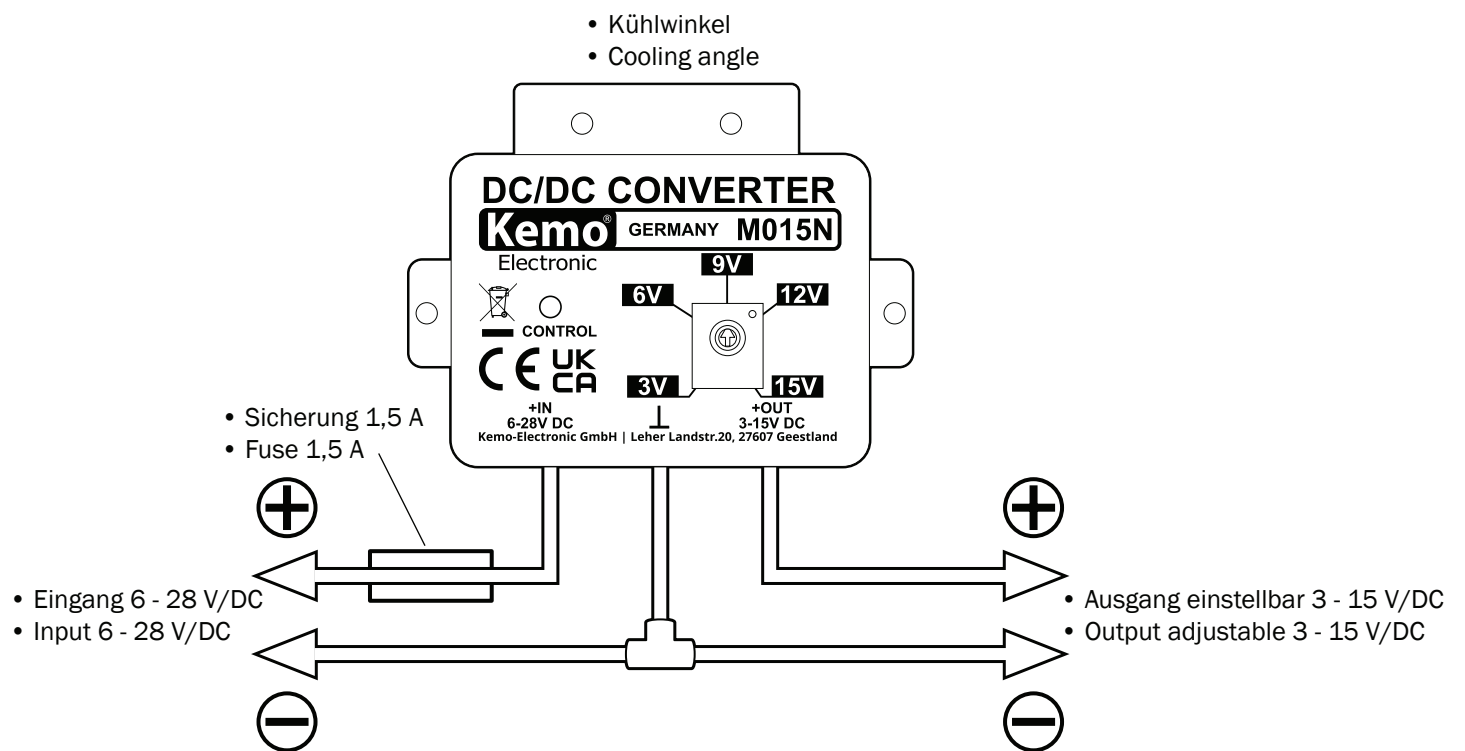 • Kühlwinkel
• Cooling angle
DC/DC CONVERTER
Kemo® GERMANY M015N
Electronic
9V
6V
12V
CONTROL
CE UK
CA
3V
15V
+IN
6-28V DC
+OUT
3-15V DC
Kemo-Electronic GmbH | Leher Landstr.20, 27607 Geestland
• Sicherung 1,5 A
• Fuse 1,5 A
• Eingang 6 - 28 V/DC
• Input 6 - 28 V/DC
• Ausgang einstellbar 3 - 15 V/DC
• Output adjustable 3 - 15 V/DC